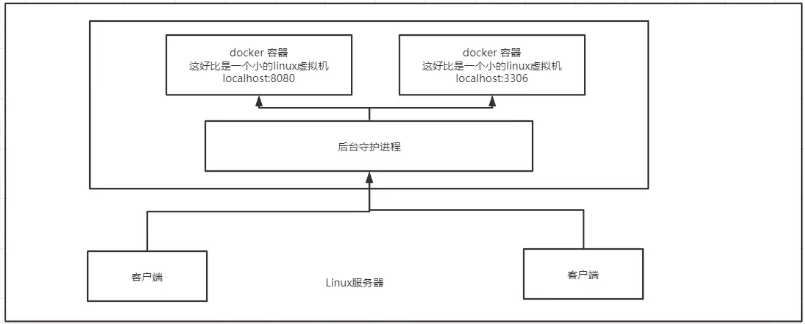 docker 容器
这好比是一个小的linux虚拟机
localhost:8080
docker 容器
这好比是一个小的linux虚拟机
localhost:3306
后台守护进程
客户端
Linux服务器
客户端